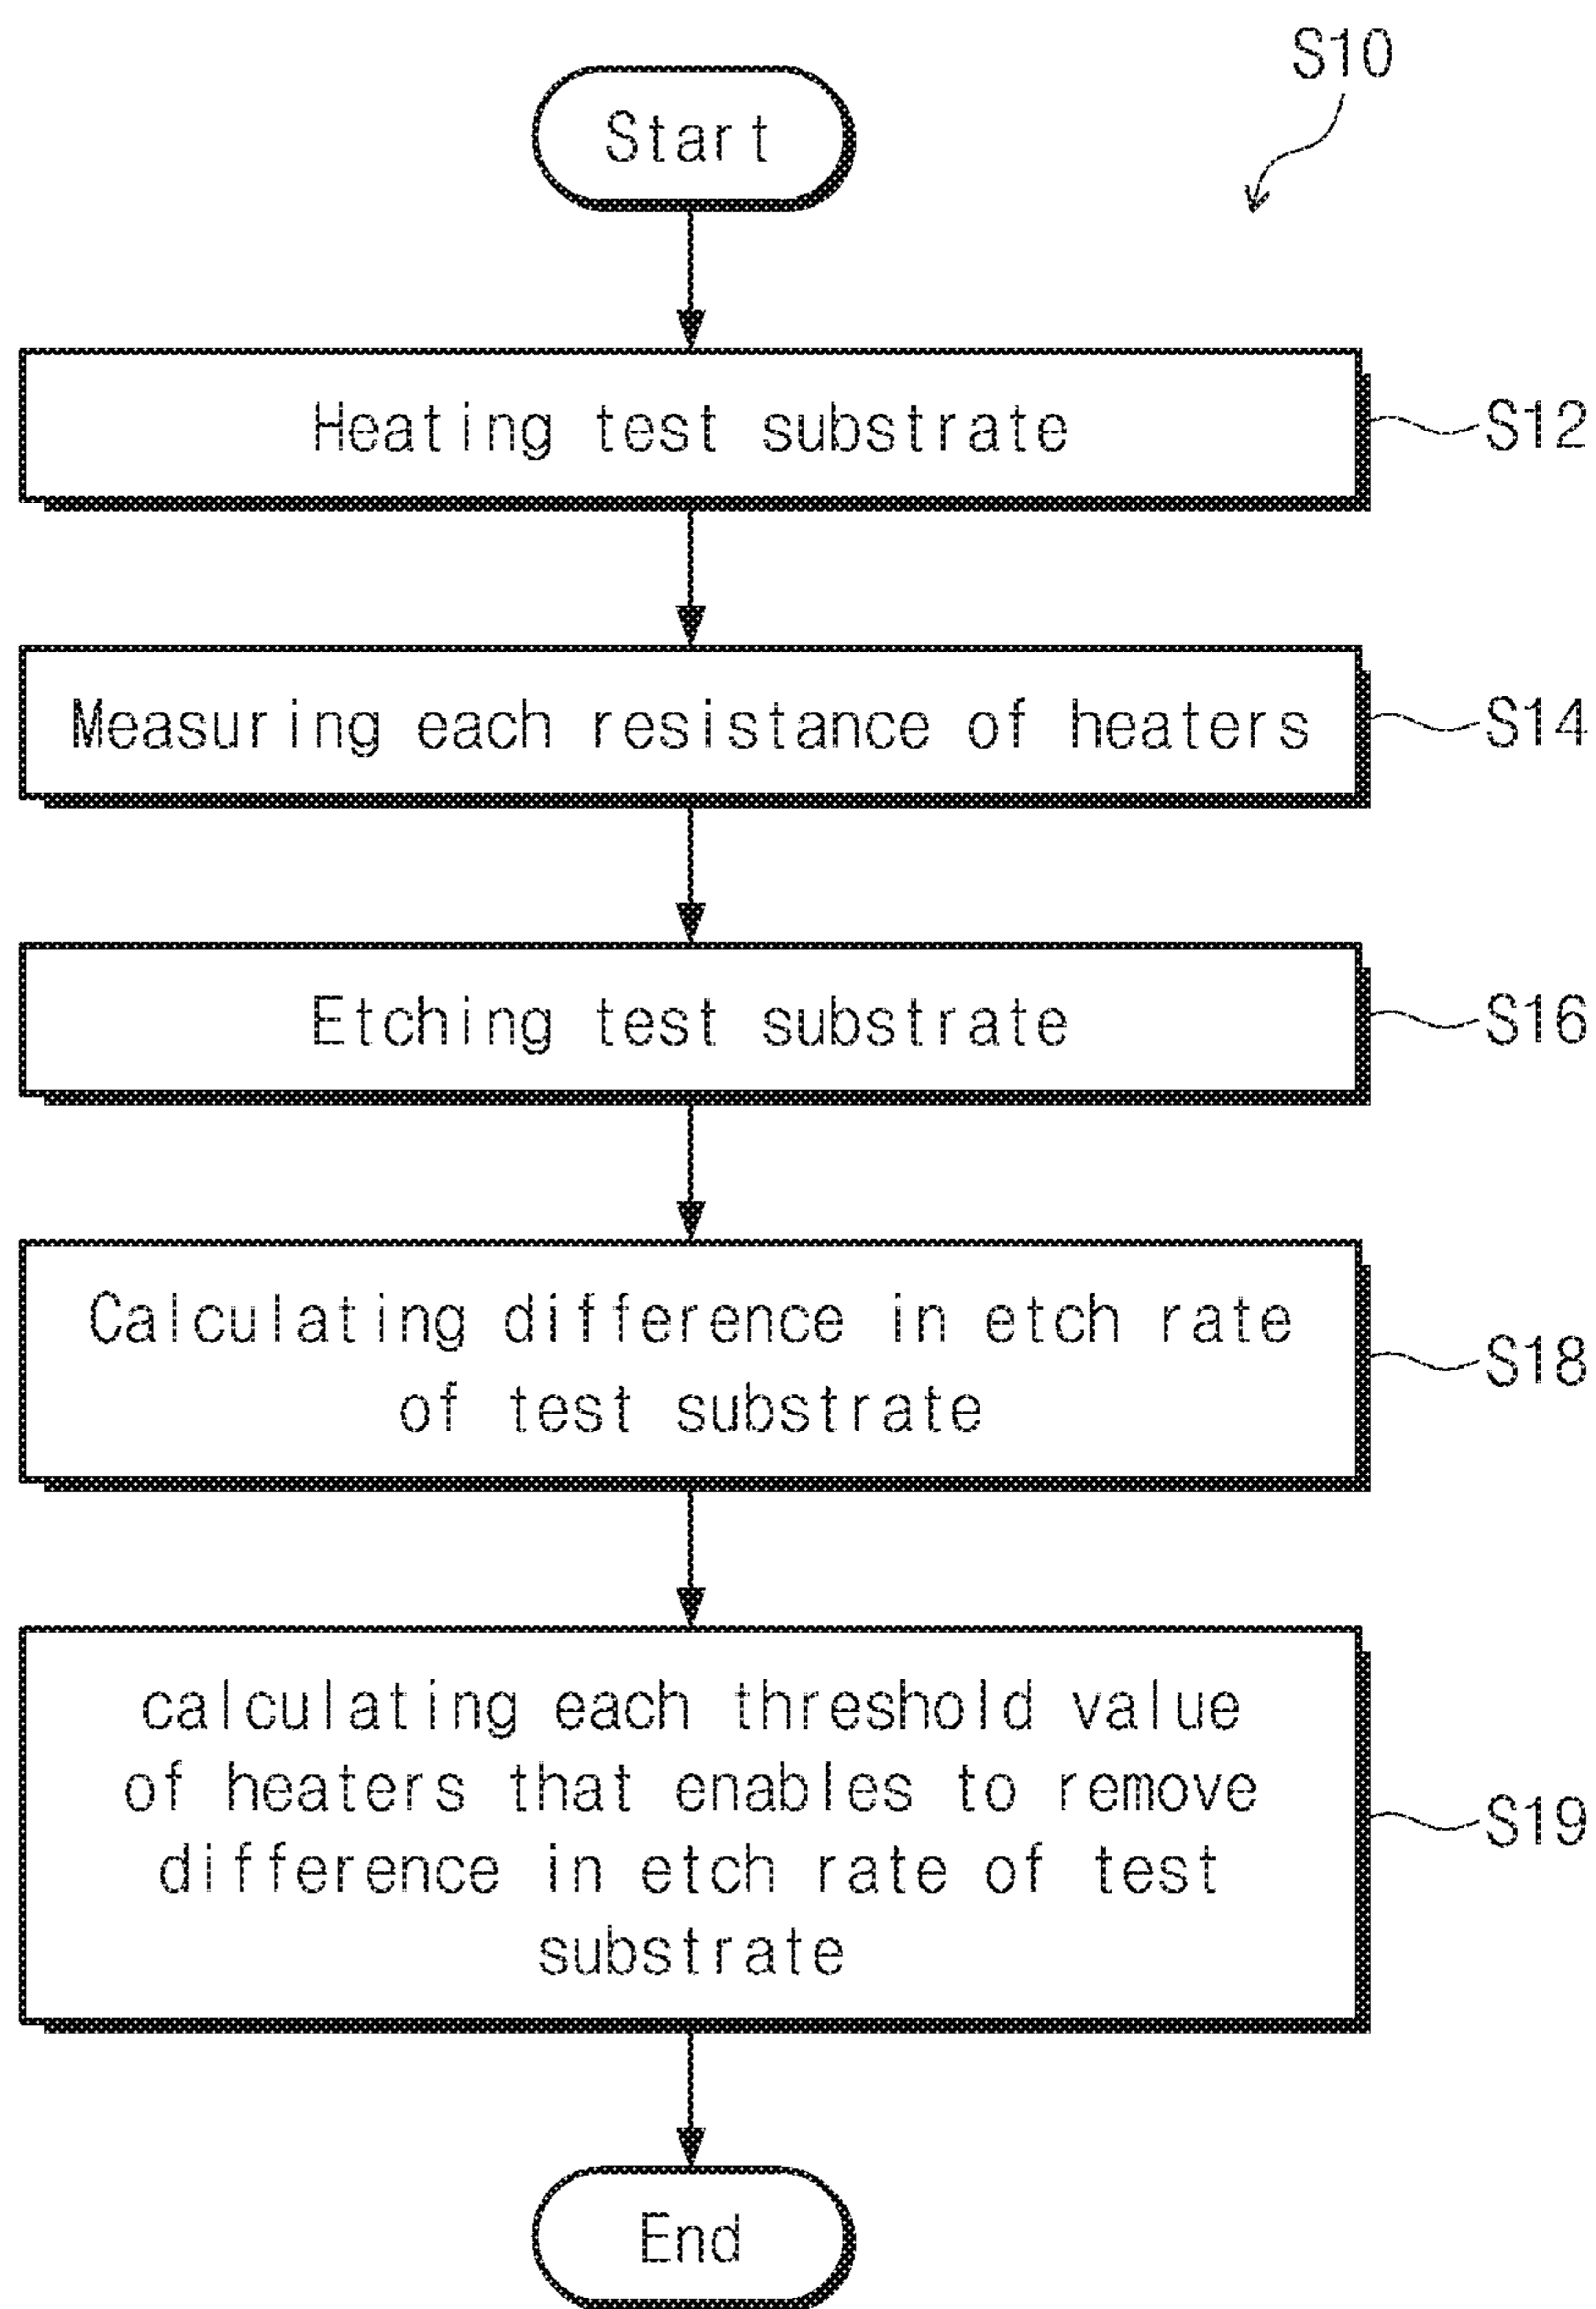 S10
Start
Heating test substrate
S12
Measuring each resistance of heaters
S14
Etching test substrate
S16
Calculating difference in etch rate
of test substrate
S18
calculating each threshold value
of heaters that enables to remove
difference in etch rate of test
substrate
S19
End